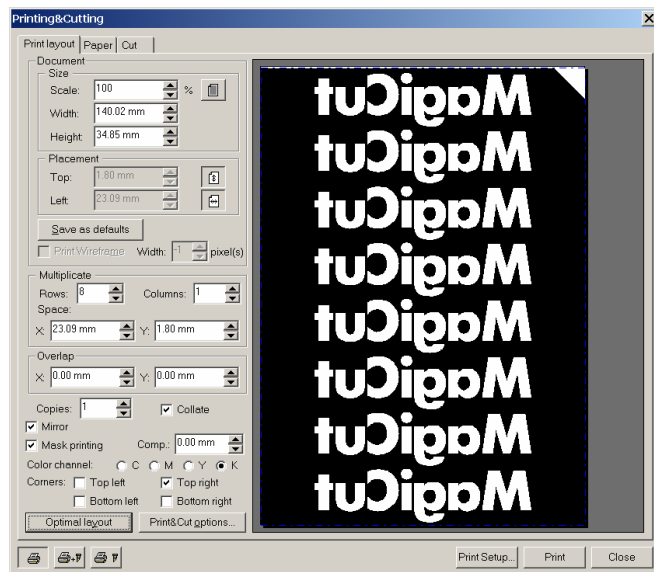 Printing&Cutting
Print layout Paper Cut
Document
Size
Scale: 100 %
Width: 140.02 mm
Height: 34.85 mm
Placement
Top: 1.80 mm
Left: 23.09 mm
Save as defaults
Print Wireframe Width: -1 pixel(s)
Multiplicate
Rows: 8 Columns: 1
Space:
X: 23.09 mm Y: 1.80 mm
Overlap
X: 0.00 mm Y: 0.00 mm
Copies: 1 Collate
Mirror
Mask printing Comp.: 0.00 mm
Color channel: C M Y K
Corners: Top left Top right
Bottom left Bottom right
Optimal layout Print&Cut options...
MagiCut
MagiCut
MagiCut
MagiCut
MagiCut
MagiCut
MagiCut
MagiCut
Print Setup... Print Close